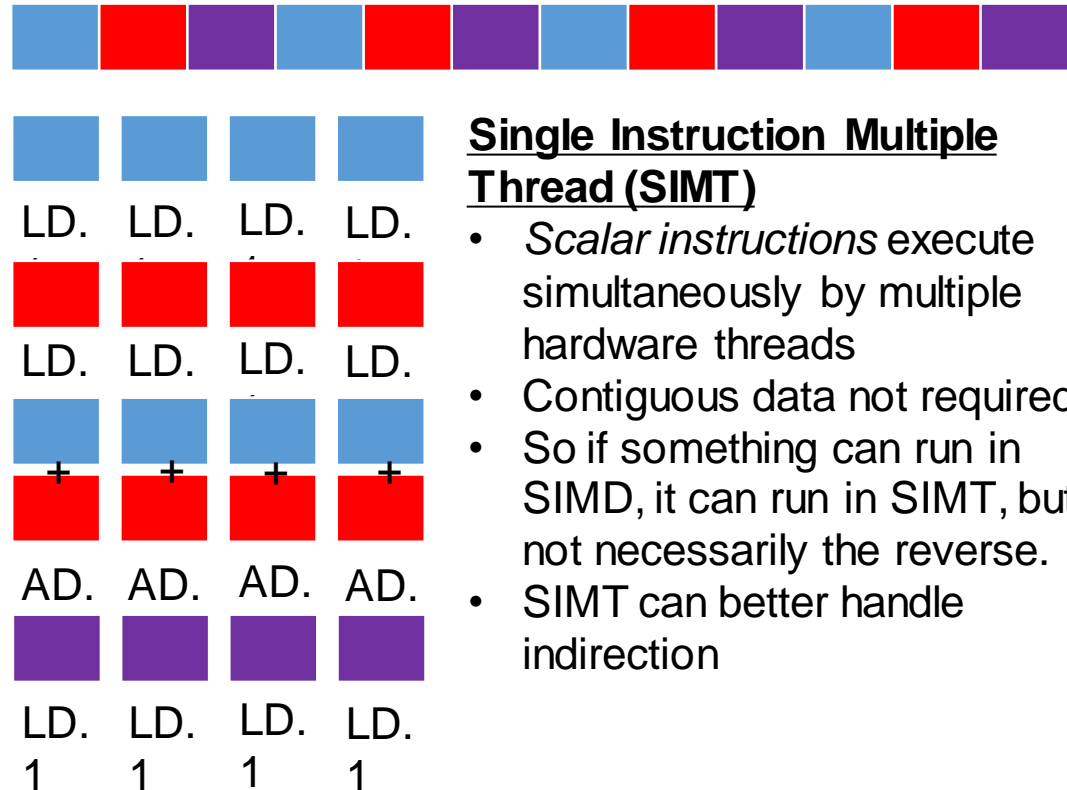 Single Instruction Multiple
Thread (SIMT)
• Scalar instructions execute
simultaneously by multiple
hardware threads
• Contiguous data not required
• So if something can run in
SIMD, it can run in SIMT, but
not necessarily the reverse.
• SIMT can better handle
indirection
LD. LD. LD. LD.
LD. LD. LD. LD.
+ + + +
AD. AD. AD. AD.
LD. LD. LD. LD.
1 1 1 1